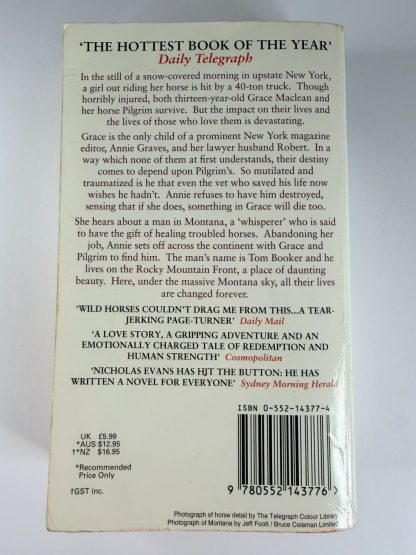 'THE HOTTEST BOOK OF THE YEAR'
Daily Telegraph
In the still of a snow-covered morning in upstate New York,
a girl out riding her horse is hit by a 40-ton truck. Though
horribly injured, both thirteen-year-old Grace Maclean and
her horse Pilgrim survive. But the impact on their lives and
the lives of those who love them is devastating.
Grace is the only child of a prominent New York magazine
editor, Annie Graves, and her lawyer husband Robert. In a
way which none of them at first understands, their destiny
comes to depend upon Pilgrim's. So mutilated and
traumatized is he that even the vet who saved his life now
wishes he hadn't. Annie refuses to have him destroyed,
sensing that if she does, something in Grace will die too.
She hears about a man in Montana, a 'whisperer' who is said
to have the gift of healing troubled horses. Abandoning her
job, Annie sets off across the continent with Grace and
Pilgrim to find him. The man's name is Tom Booker and he
lives on the Rocky Mountain Front, a place of daunting
beauty. Here, under the massive Montana sky, all their lives
are changed forever.
'WILD HORSES COULDN'T DRAG ME FROM THIS...A TEAR-
JERKING PAGE-TURNER' Daily Mail
'A LOVE STORY, A GRIPPING ADVENTURE AND AN
EMOTIONALLY CHARGED TALE OF REDEMPTION AND
HUMAN STRENGTH' Cosmopolitan
'NICHOLAS EVANS HAS HIT THE BUTTON: HE HAS
WRITTEN A NOVEL FOR EVERYONE' Sydney Morning Herald
ISBN 0-552-14377-4
UK £5.99
*AUS $12.95
†*NZ $16.95
*Recommended
Price Only
†GST inc.
9 780552 143776 >
Photograph of horse detail by The Telegraph Colour Library
Photograph of Montana by Jeff Foott / Bruce Coleman Limited